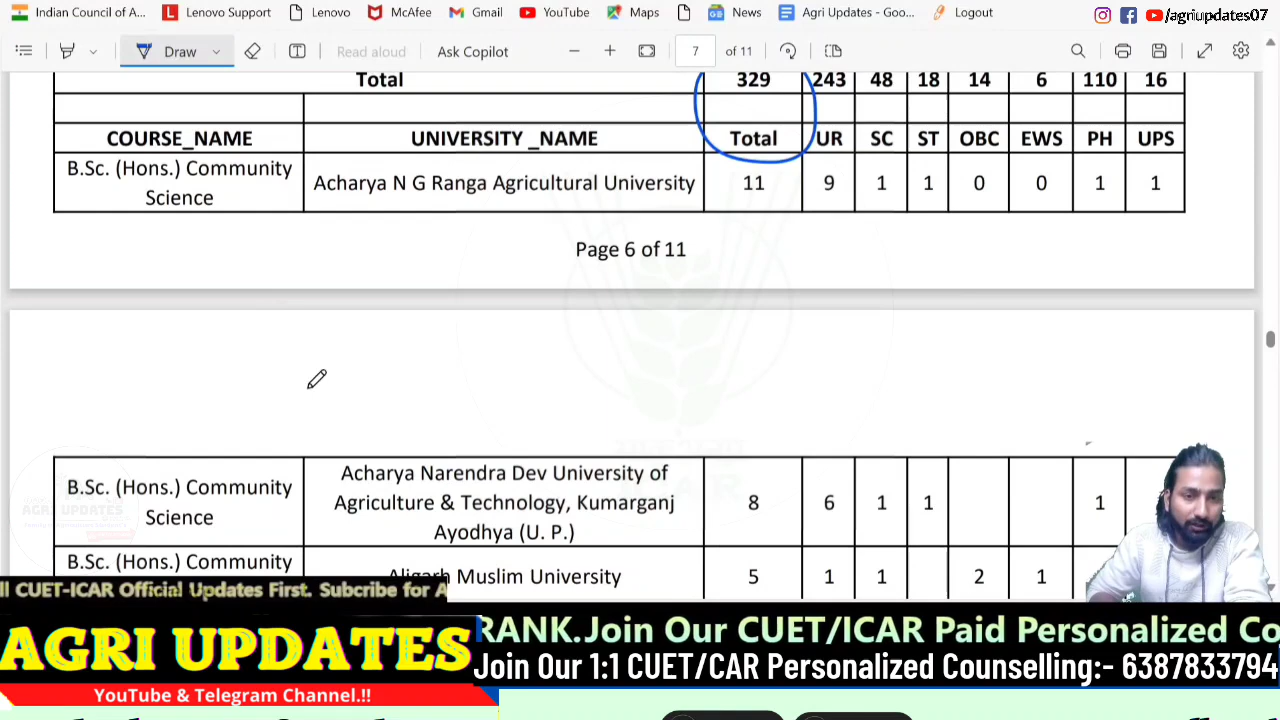 Indian Council of A... Lenovo Support Lenovo McAfee Gmail YouTube Maps News Agri Updates - Goo... Logout /agriupdates07
Draw Read aloud Ask Copilot 7 of 11
Total 329 243 48 18 14 6 110 16
COURSE_NAME UNIVERSITY _NAME Total UR SC ST OBC EWS PH UPS
B.Sc. (Hons.) Community
Science
Acharya N G Ranga Agricultural University 11 9 1 1 0 0 1 1
Page 6 of 11
B.Sc. (Hons.) Community
Science
Acharya Narendra Dev University of
Agriculture & Technology, Kumarganj
Ayodhya (U. P.)
8 6 1 1 1
B.Sc. (Hons.) Community
Aligarh Muslim University 5 1 1 2 1
ll CUET-ICAR Official Updates First. Subcribe for A
AGRI UPDATES
RANK.Join Our CUET/ICAR Paid Personalized Co
Join Our 1:1 CUET/CAR Personalized Counselling:- 6387833794
YouTube & Telegram Channel.!!
AGRI UPDATES